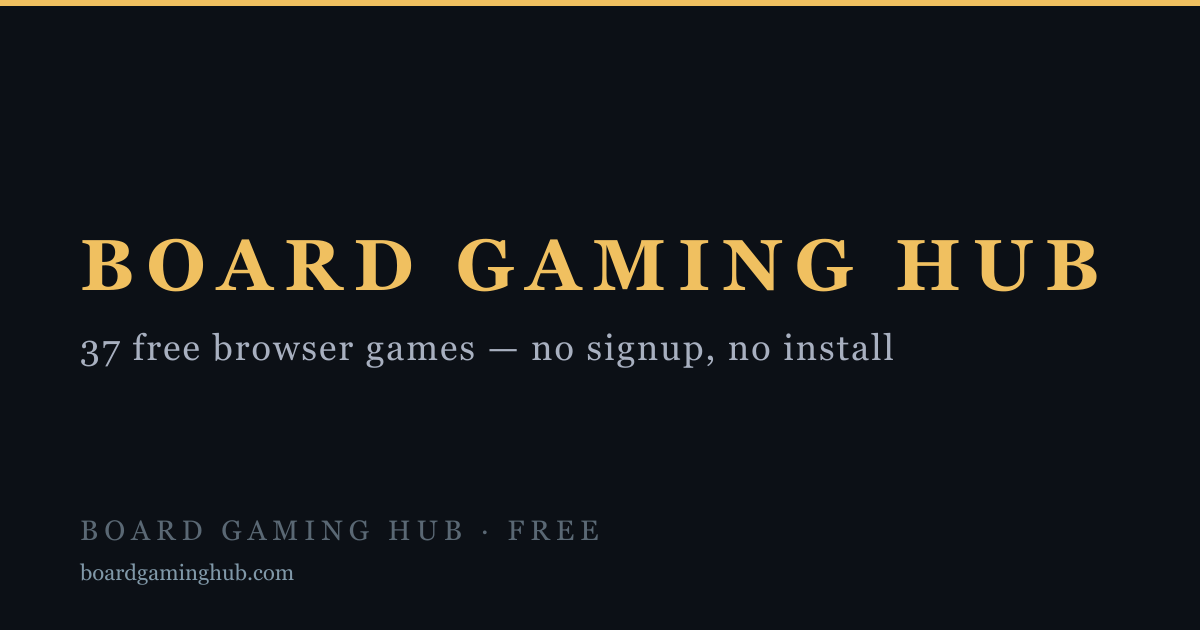 BOARD GAMING HUB
37 free browser games — no signup, no install
BOARD GAMING HUB · FREE
boardgaminghub.com